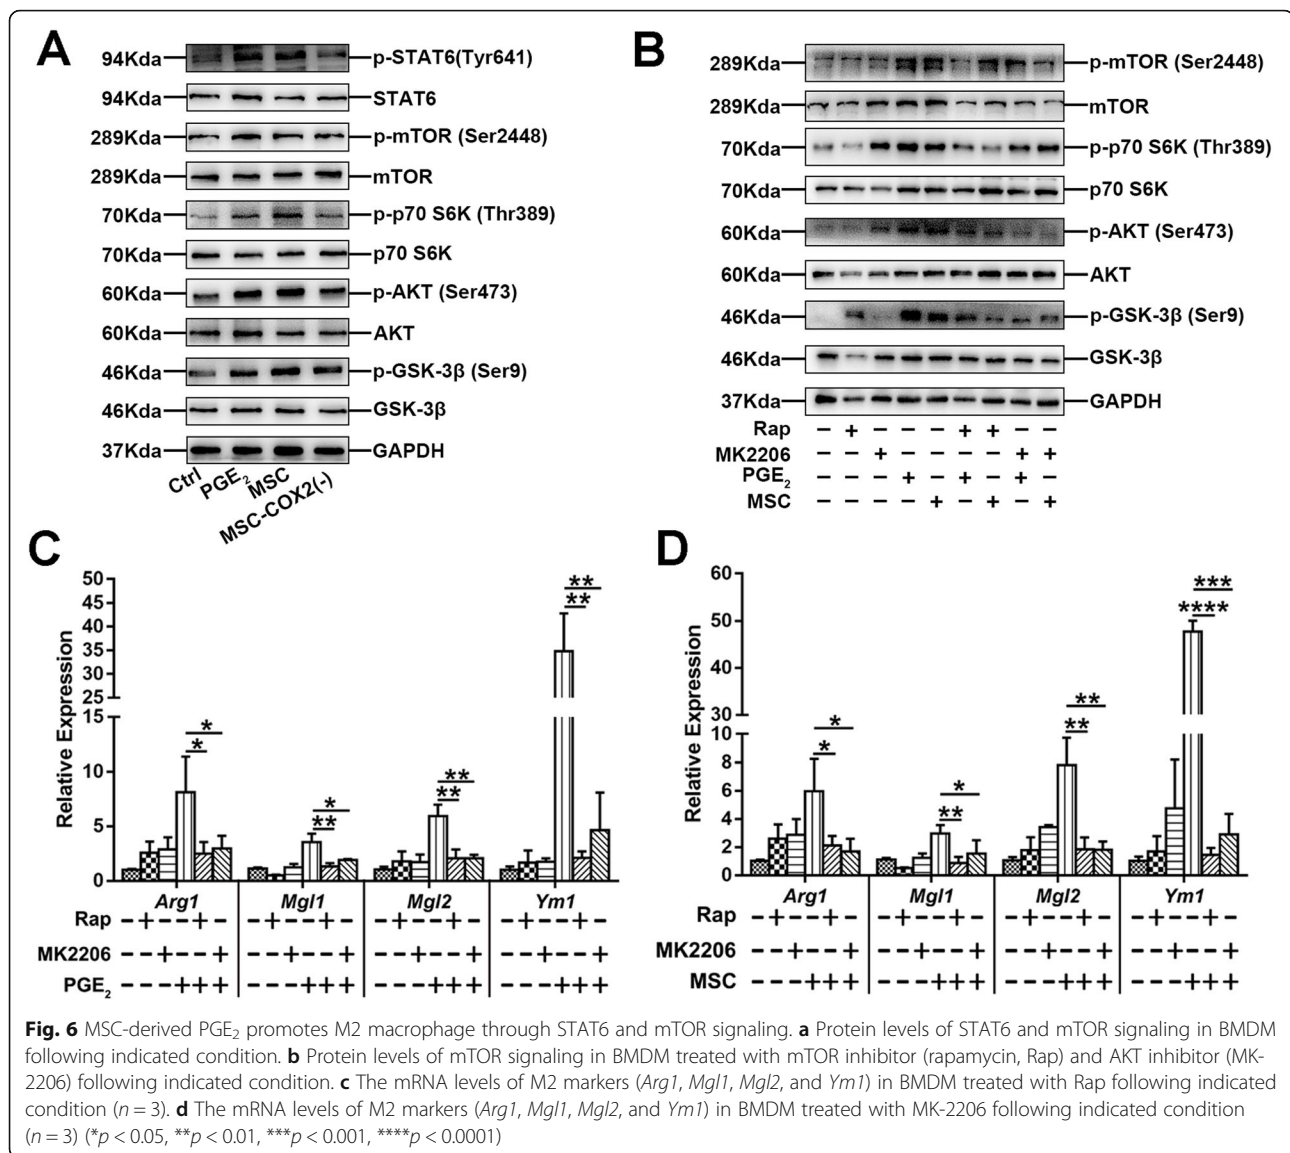 A
94Kda p-STAT6(Tyr641)
94Kda STAT6
289Kda p-mTOR (Ser2448)
289Kda mTOR
70Kda p-p70 S6K (Thr389)
70Kda p70 S6K
60Kda p-AKT (Ser473)
60Kda AKT
46Kda p-GSK-3β (Ser9)
46Kda GSK-3β
37Kda GAPDH
Ctrl PGE₂ MSC MSC-COX2(-)
B
289Kda p-mTOR (Ser2448)
289Kda mTOR
70Kda p-p70 S6K (Thr389)
70Kda p70 S6K
60Kda p-AKT (Ser473)
60Kda AKT
46Kda p-GSK-3β (Ser9)
46Kda GSK-3β
37Kda GAPDH
Rap − + − − − + + − −
MK2206 − − + − − − − + +
PGE₂ − − − + − + − + −
MSC − − − − + − + − +
C
Relative Expression
50
45
40
35
30
25
15
10
5
0
* *
* **
** **
** **
Arg1 Mgl1 Mgl2 Ym1
Rap − + − − + − − + − − + − − + − − + − − + − − + −
MK2206 − − + − − + − − + − − + − − + − − + − − + − − +
PGE₂ − − − + + + − − − + + + − − − + + + − − − + + +
D
Relative Expression
60
50
40
30
8
6
4
2
0
* *
* **
** **
*** ****
Arg1 Mgl1 Mgl2 Ym1
Rap − + − − + − − + − − + − − + − − + − − + − − + −
MK2206 − − + − − + − − + − − + − − + − − + − − + − − +
MSC − − − + + + − − − + + + − − − + + + − − − + + +
Fig. 6 MSC-derived PGE₂ promotes M2 macrophage through STAT6 and mTOR signaling. a Protein levels of STAT6 and mTOR signaling in BMDM
following indicated condition. b Protein levels of mTOR signaling in BMDM treated with mTOR inhibitor (rapamycin, Rap) and AKT inhibitor (MK-
2206) following indicated condition. c The mRNA levels of M2 markers (Arg1, Mgl1, Mgl2, and Ym1) in BMDM treated with Rap following indicated
condition (n = 3). d The mRNA levels of M2 markers (Arg1, Mgl1, Mgl2, and Ym1) in BMDM treated with MK-2206 following indicated condition
(n = 3) (*p < 0.05, **p < 0.01, ***p < 0.001, ****p < 0.0001)